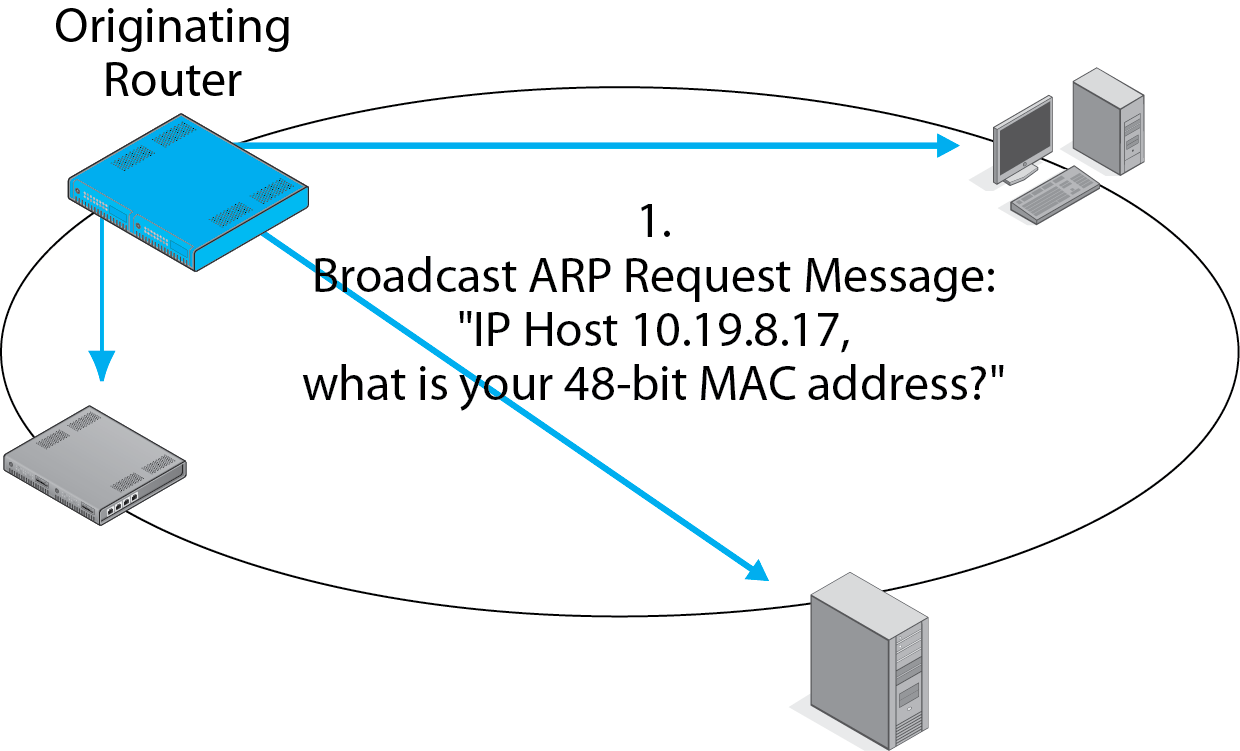 Originating
Router
1.
Broadcast ARP Request Message:
"IP Host 10.19.8.17,
what is your 48-bit MAC address?"